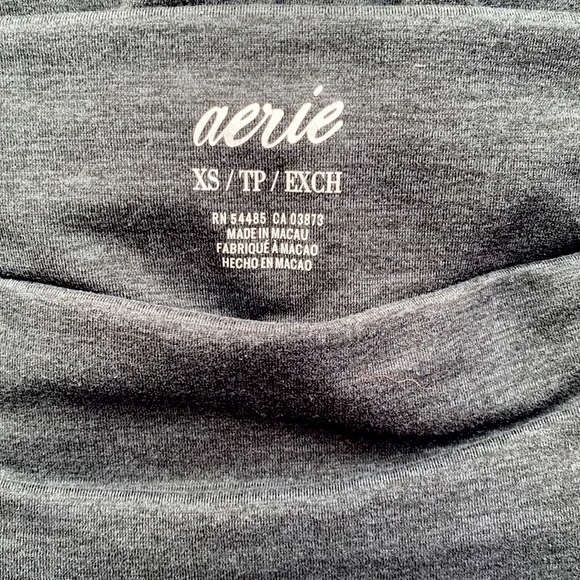 aerie
XS / TP / EXCH
RN 54485 CA 03873
MADE IN MACAU
FABRIQUÉ À MACAO
HECHO EN MACAO